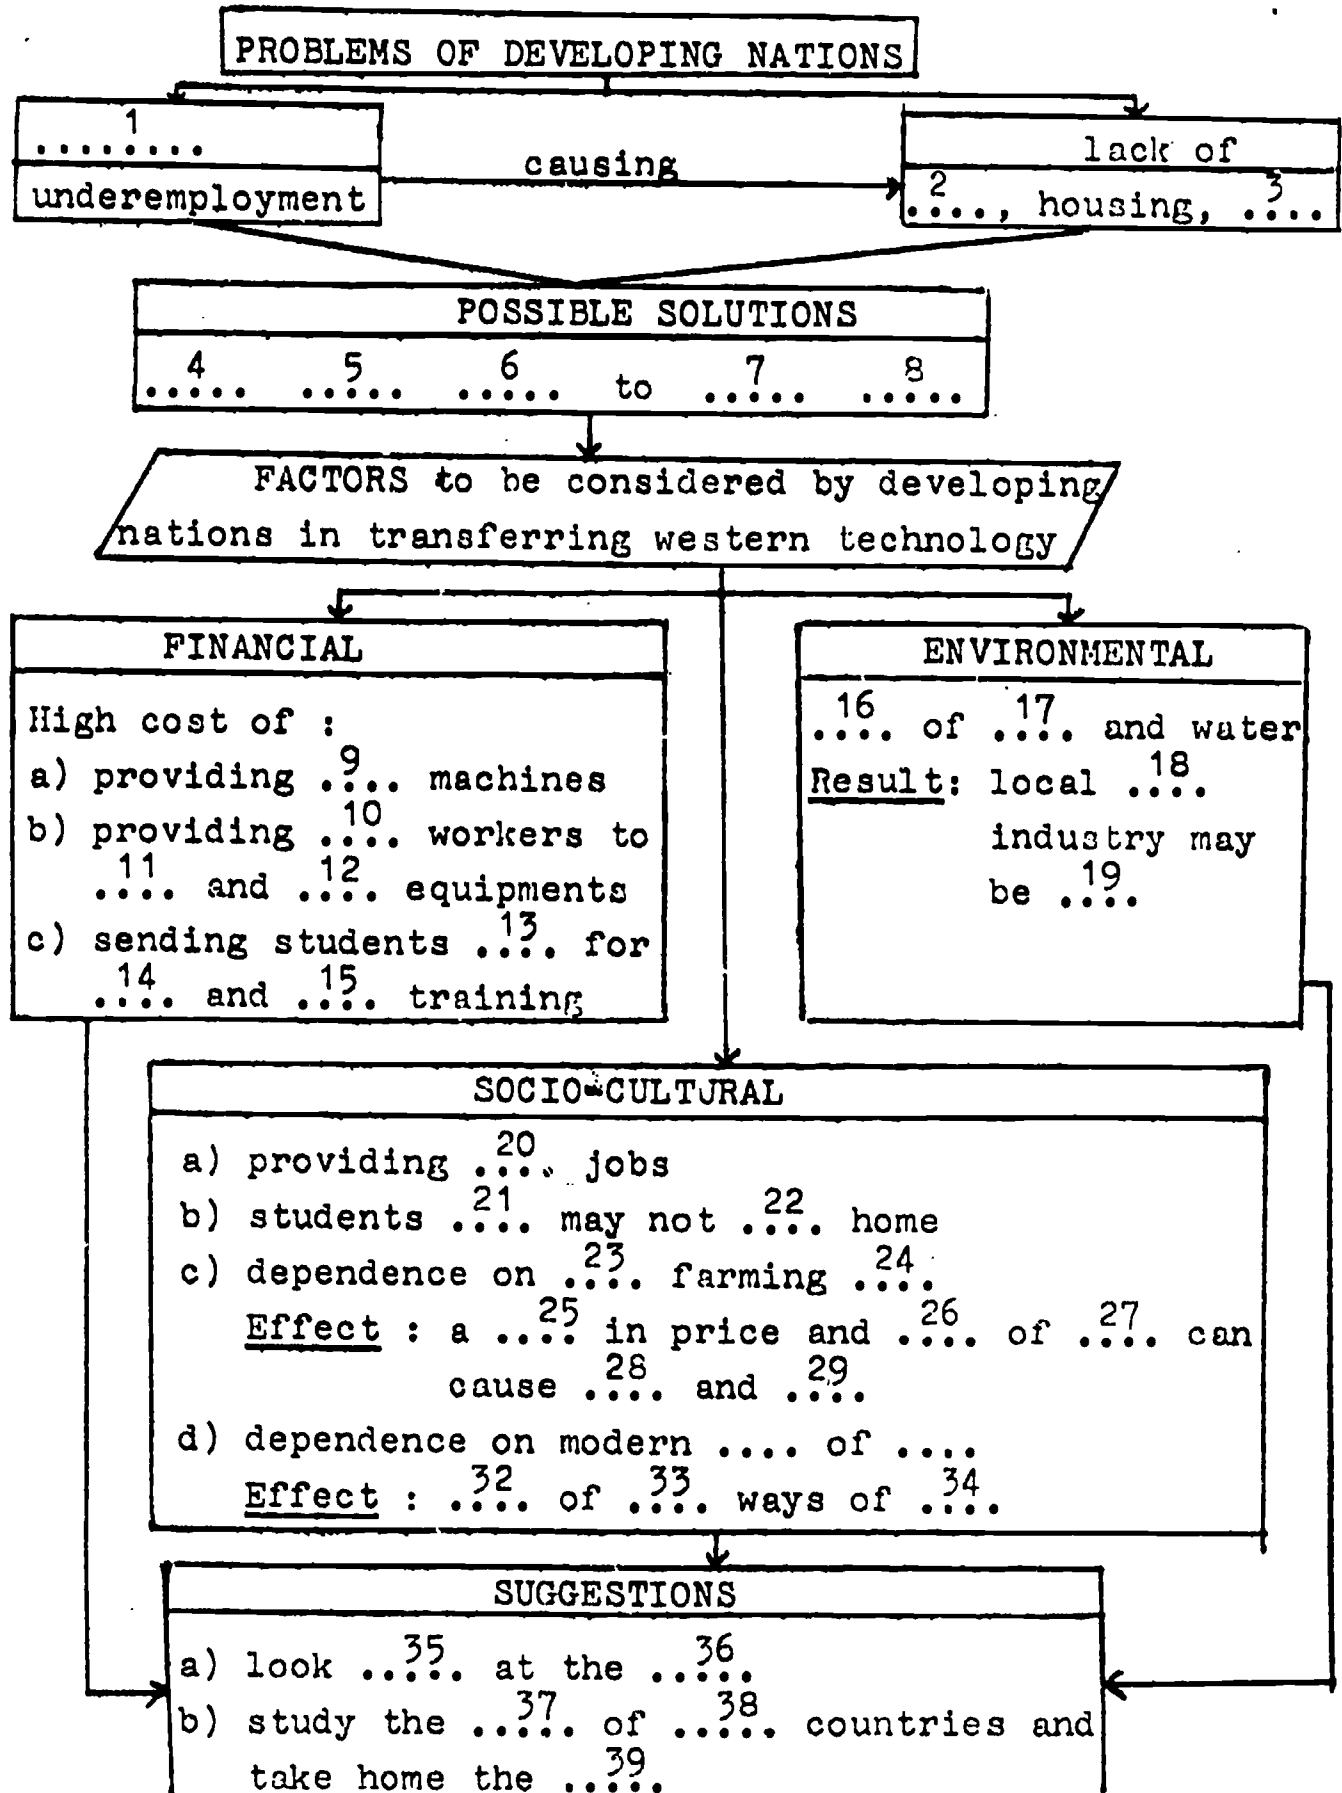 PROBLEMS OF DEVELOPING NATIONS
1
........
underemployment
causing
lack of
2 3
...., housing, ....
POSSIBLE SOLUTIONS
4 5 6 7 8
..... ..... ..... to ..... .....
FACTORS to be considered by developing
nations in transferring western technology
FINANCIAL
High cost of :
9
a) providing .... machines
10
b) providing .... workers to
11 12
.... and .... equipments
13
c) sending students .... for
14 15
.... and .... training
ENVIRONMENTAL
16 17
.... of .... and water
18
Result: local ....
industry may
19
be ....
SOCIO-CULTURAL
20
a) providing .... jobs
21 22
b) students .... may not .... home
23 24
c) dependence on .... farming ....
25 26 27
Effect : a .... in price and .... of .... can
28 29
cause .... and ....
d) dependence on modern .... of ....
32 33 34
Effect : .... of .... ways of ....
SUGGESTIONS
35 36
a) look ..... at the .....
37 38
b) study the ..... of ..... countries and
39
take home the .....